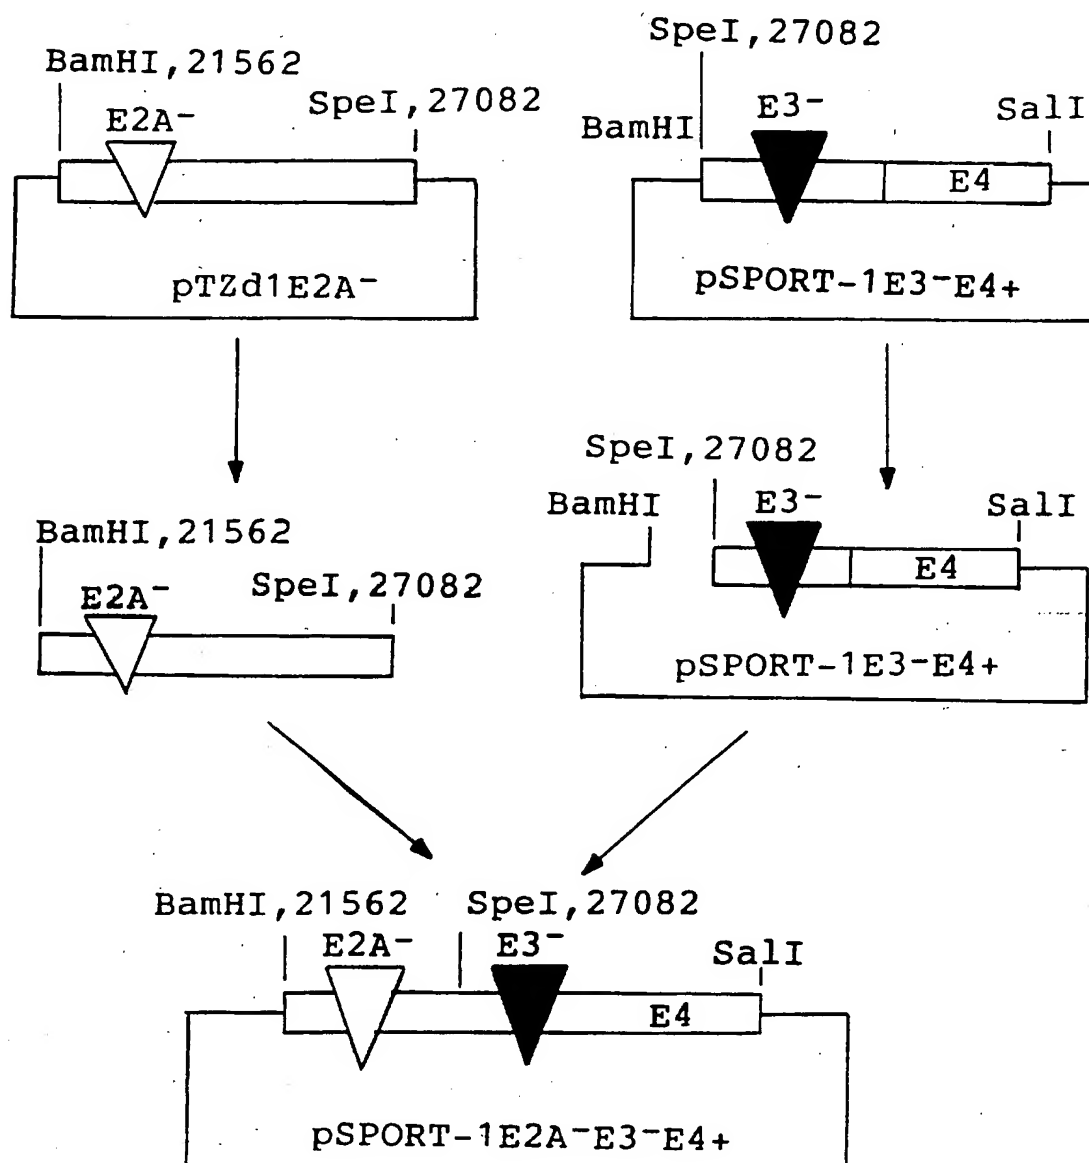 BamHI,21562
E2A⁻
SpeI,27082
pTZd1E2A⁻
SpeI,27082
BamHI
E3⁻
SalI
E4
pSPORT-1E3⁻E4+
BamHI,21562
E2A⁻
SpeI,27082
SpeI,27082
BamHI
E3⁻
SalI
E4
pSPORT-1E3⁻E4+
BamHI,21562
SpeI,27082
E2A⁻
E3⁻
SalI
E4
pSPORT-1E2A⁻E3⁻E4+